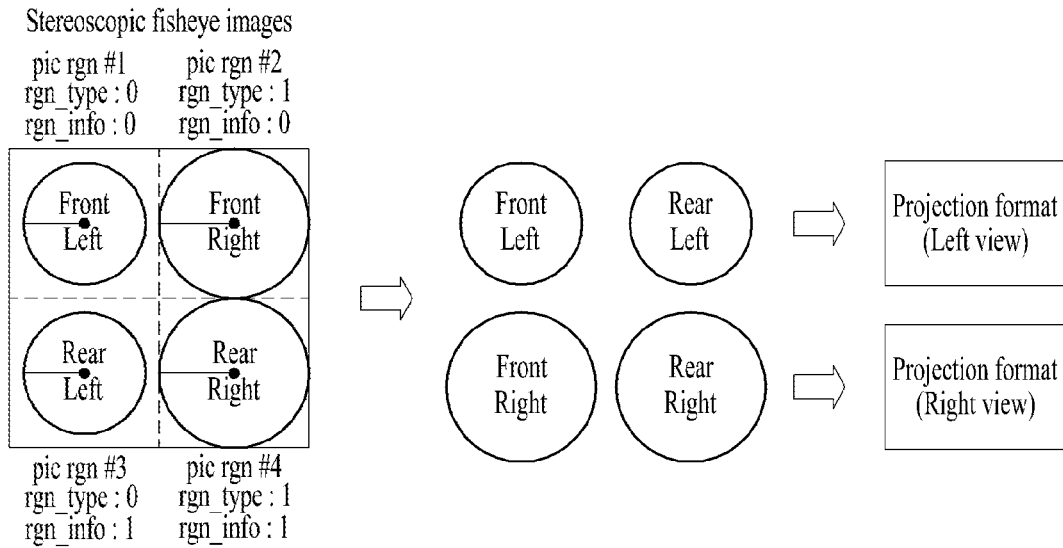 Stereoscopic fisheye images
pic rgn #1
rgn_type : 0
rgn_info : 0
pic rgn #2
rgn_type : 1
rgn_info : 0
Front
Left
Front
Right
Rear
Left
Rear
Right
pic rgn #3
rgn_type : 0
rgn_info : 1
pic rgn #4
rgn_type : 1
rgn_info : 1
Front
Left
Rear
Left
Projection format
(Left view)
Front
Right
Rear
Right
Projection format
(Right view)